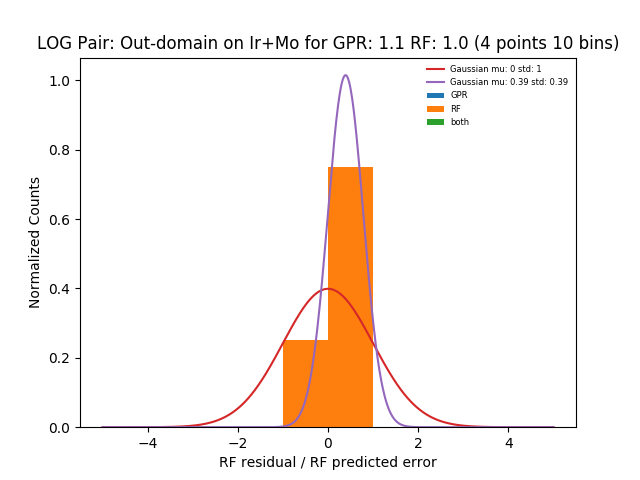 LOG Pair: Out-domain on Ir+Mo for GPR: 1.1 RF: 1.0 (4 points 10 bins)
Gaussian mu: 0 std: 1
Gaussian mu: 0.39 std: 0.39
GPR
RF
both
Normalized Counts
1.0
0.8
0.6
0.4
0.2
0.0
−4 −2 0 2 4
RF residual / RF predicted error